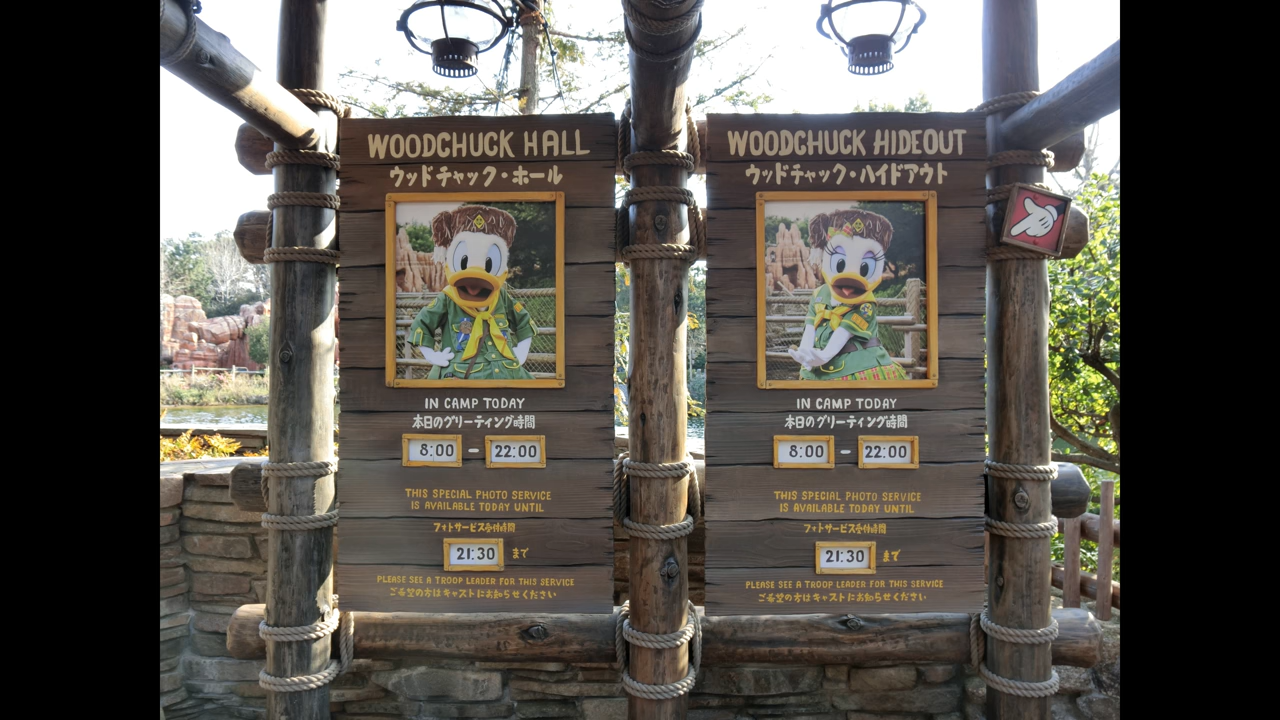 WOODCHUCK HALL
ウッドチャック・ホール
IN CAMP TODAY
本日のグリーティング時間
8:00 - 22:00
THIS SPECIAL PHOTO SERVICE
IS AVAILABLE TODAY UNTIL
フォトサービス受付時間
21:30 まで
PLEASE SEE A TROOP LEADER FOR THIS SERVICE
ご希望の方はキャストにお知らせください
WOODCHUCK HIDEOUT
ウッドチャック・ハイドアウト
IN CAMP TODAY
本日のグリーティング時間
8:00 - 22:00
THIS SPECIAL PHOTO SERVICE
IS AVAILABLE TODAY UNTIL
フォトサービス受付時間
21:30 まで
PLEASE SEE A TROOP LEADER FOR THIS SERVICE
ご希望の方はキャストにお知らせください